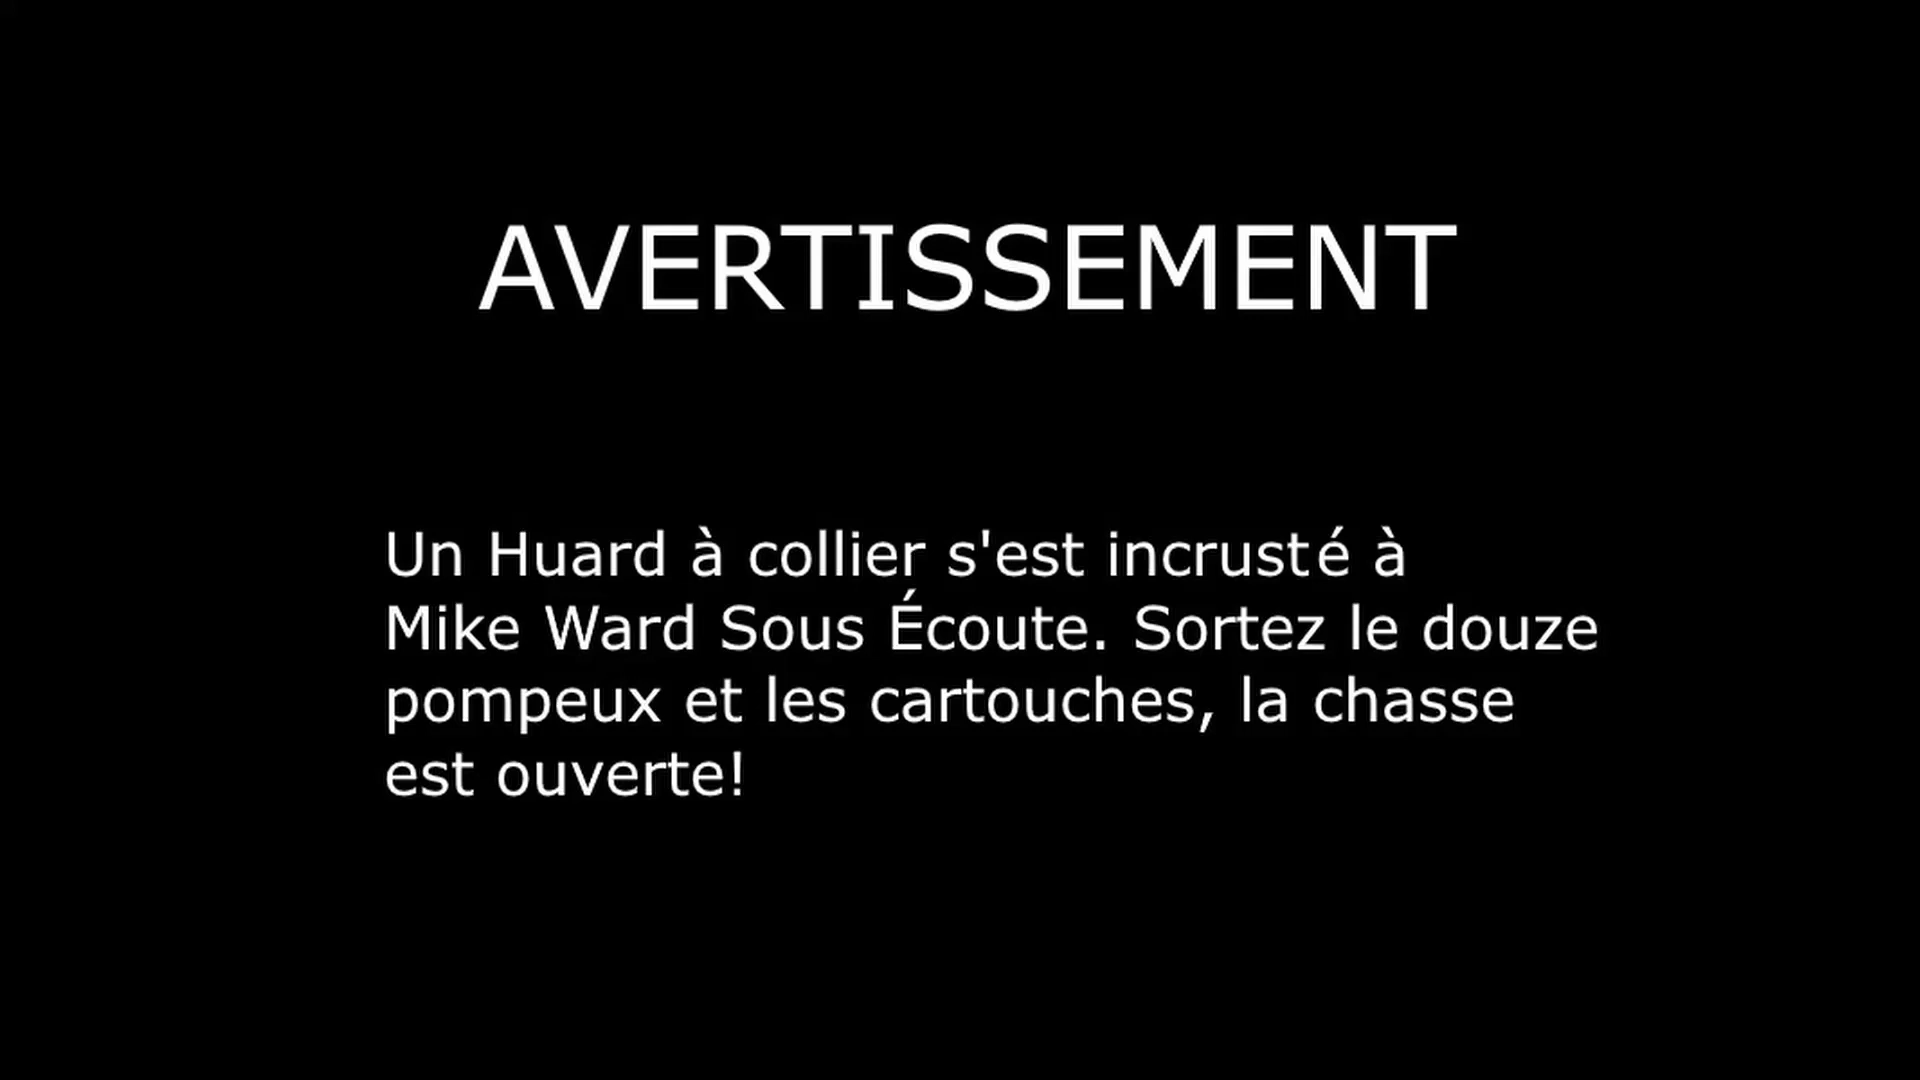 AVERTISSEMENT
Un Huard à collier s'est incrusté à
Mike Ward Sous Écoute. Sortez le douze
pompeux et les cartouches, la chasse
est ouverte!